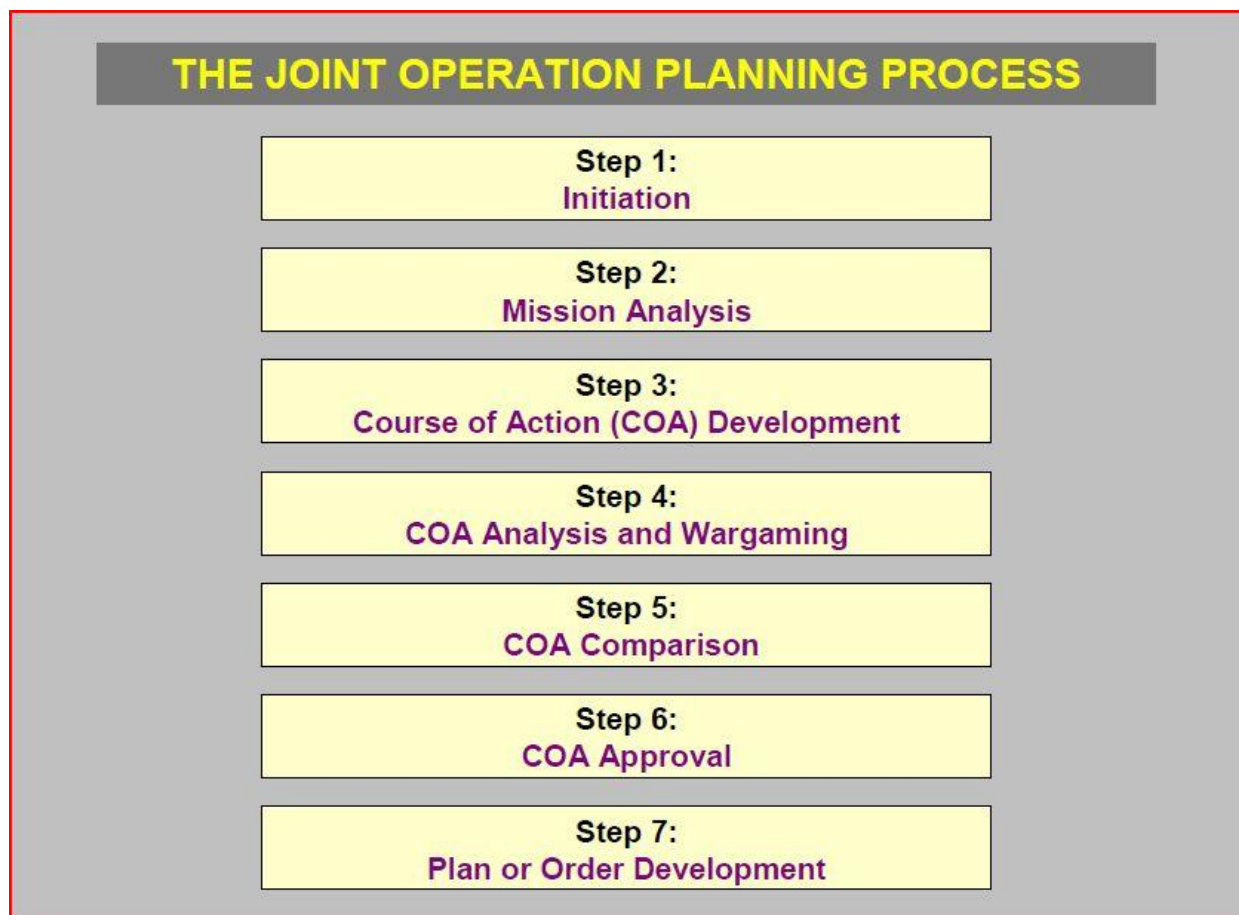 THE JOINT OPERATION PLANNING PROCESS
Step 1:
Initiation
Step 2:
Mission Analysis
Step 3:
Course of Action (COA) Development
Step 4:
COA Analysis and Wargaming
Step 5:
COA Comparison
Step 6:
COA Approval
Step 7:
Plan or Order Development